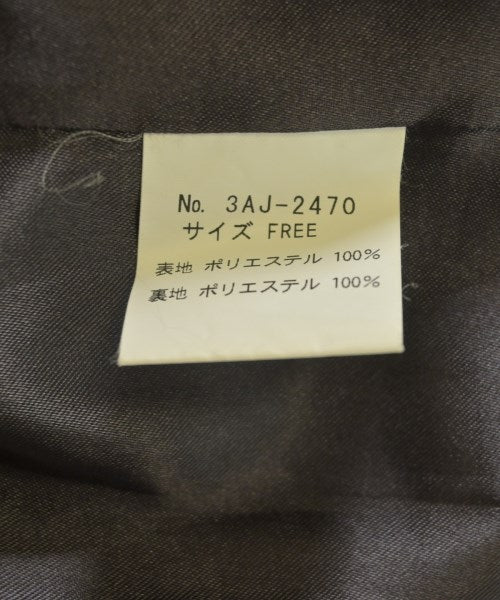 No. 3AJ-2470
サイズ FREE
表地 ポリエステル 100%
裏地 ポリエステル 100%